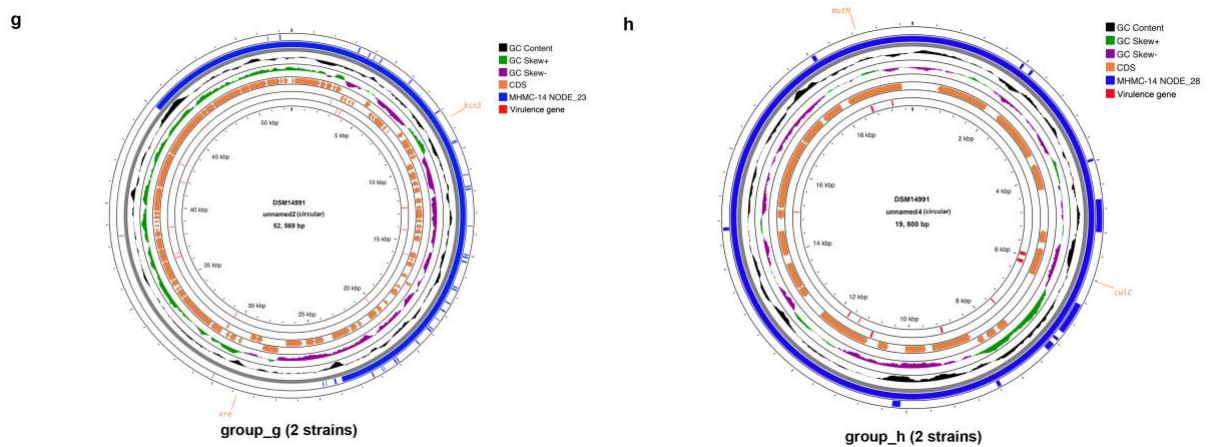 g
GC Content
GC Skew+
GC Skew-
CDS
MHMC-14 NODE_23
Virulence gene
bin3
xre
50 kbp
5 kbp
45 kbp
10 kbp
40 kbp
15 kbp
35 kbp
20 kbp
30 kbp
25 kbp
DSM14991
unnamed2 (circular)
52, 569 bp
group_g (2 strains)
h
mutM
GC Content
GC Skew+
GC Skew-
CDS
MHMC-14 NODE_28
Virulence gene
18 kbp
2 kbp
16 kbp
4 kbp
14 kbp
6 kbp
12 kbp
8 kbp
10 kbp
DSM14991
unnamed4 (circular)
19, 800 bp
cwlC
group_h (2 strains)